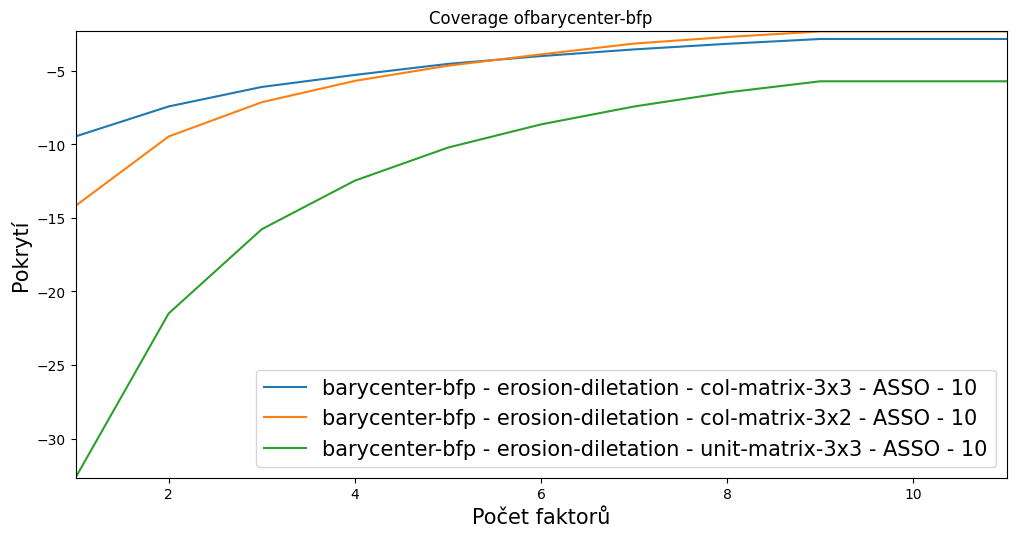 Coverage ofbarycenter-bfp
Pokrytí
−5
−10
−15
−20
−25
−30
barycenter-bfp - erosion-diletation - col-matrix-3x3 - ASSO - 10
barycenter-bfp - erosion-diletation - col-matrix-3x2 - ASSO - 10
barycenter-bfp - erosion-diletation - unit-matrix-3x3 - ASSO - 10
2 4 6 8 10
Počet faktorů